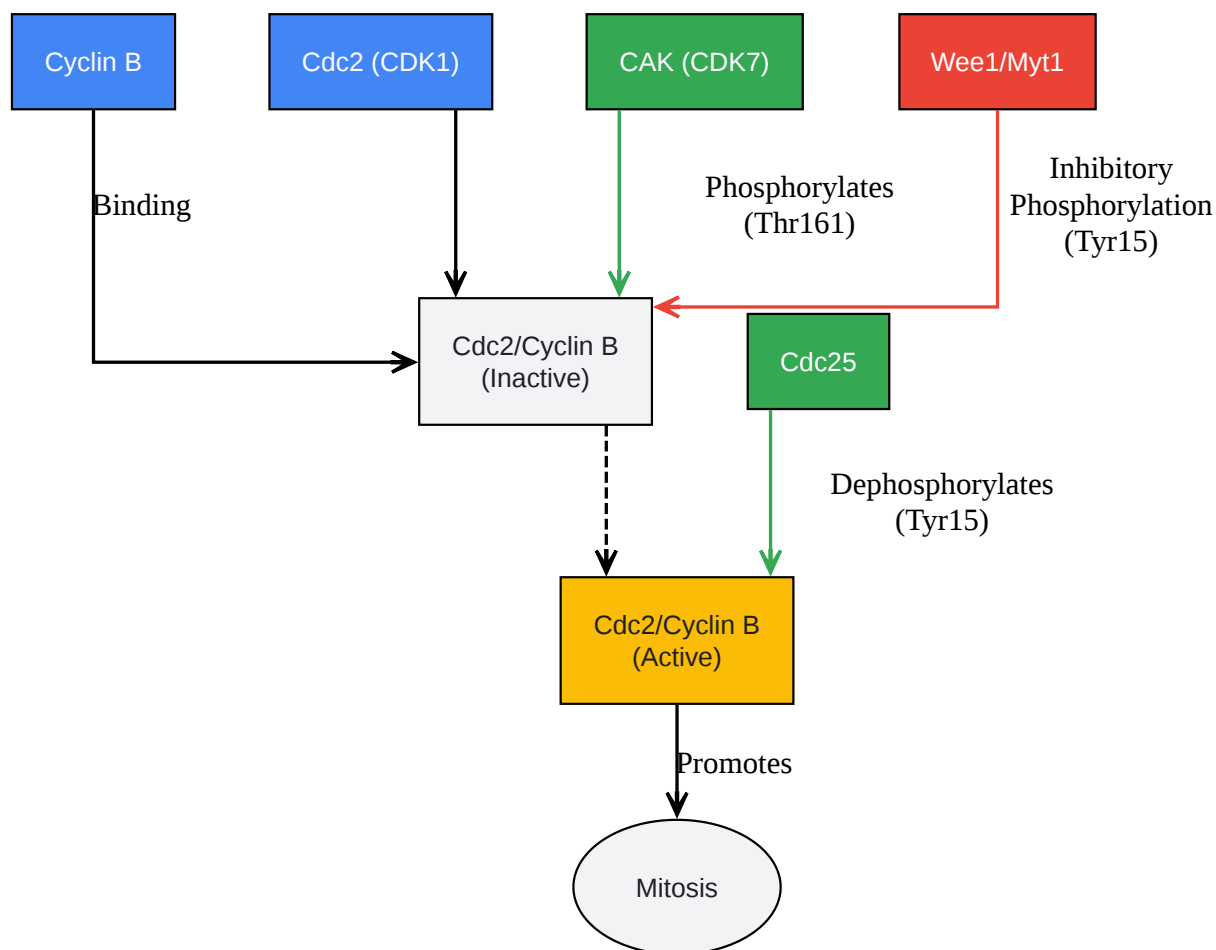 Cyclin B
Cdc2 (CDK1)
CAK (CDK7)
Wee1/Myt1
Binding
Phosphorylates
(Thr161)
Inhibitory
Phosphorylation
(Tyr15)
Cdc2/Cyclin B
(Inactive)
Cdc25
Dephosphorylates
(Tyr15)
Cdc2/Cyclin B
(Active)
Promotes
Mitosis